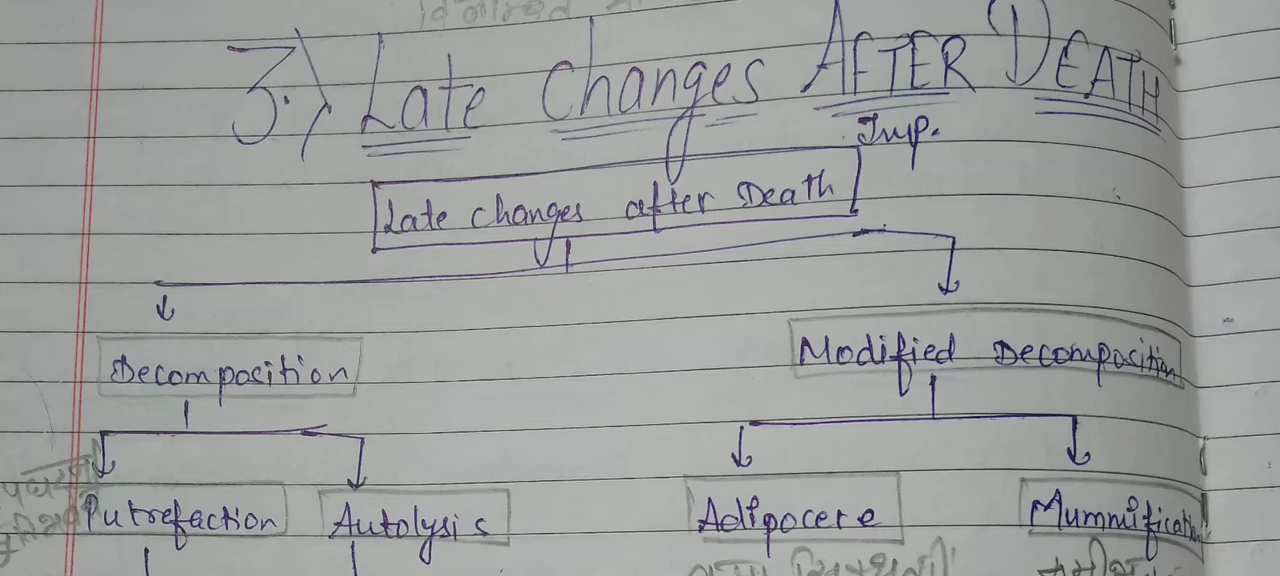 3.) Late Changes AFTER DEATH
Imp.
Late changes after Death
Decomposition
Modified Decomposition
Putrefaction
Autolysis
Adipocere
Mummification